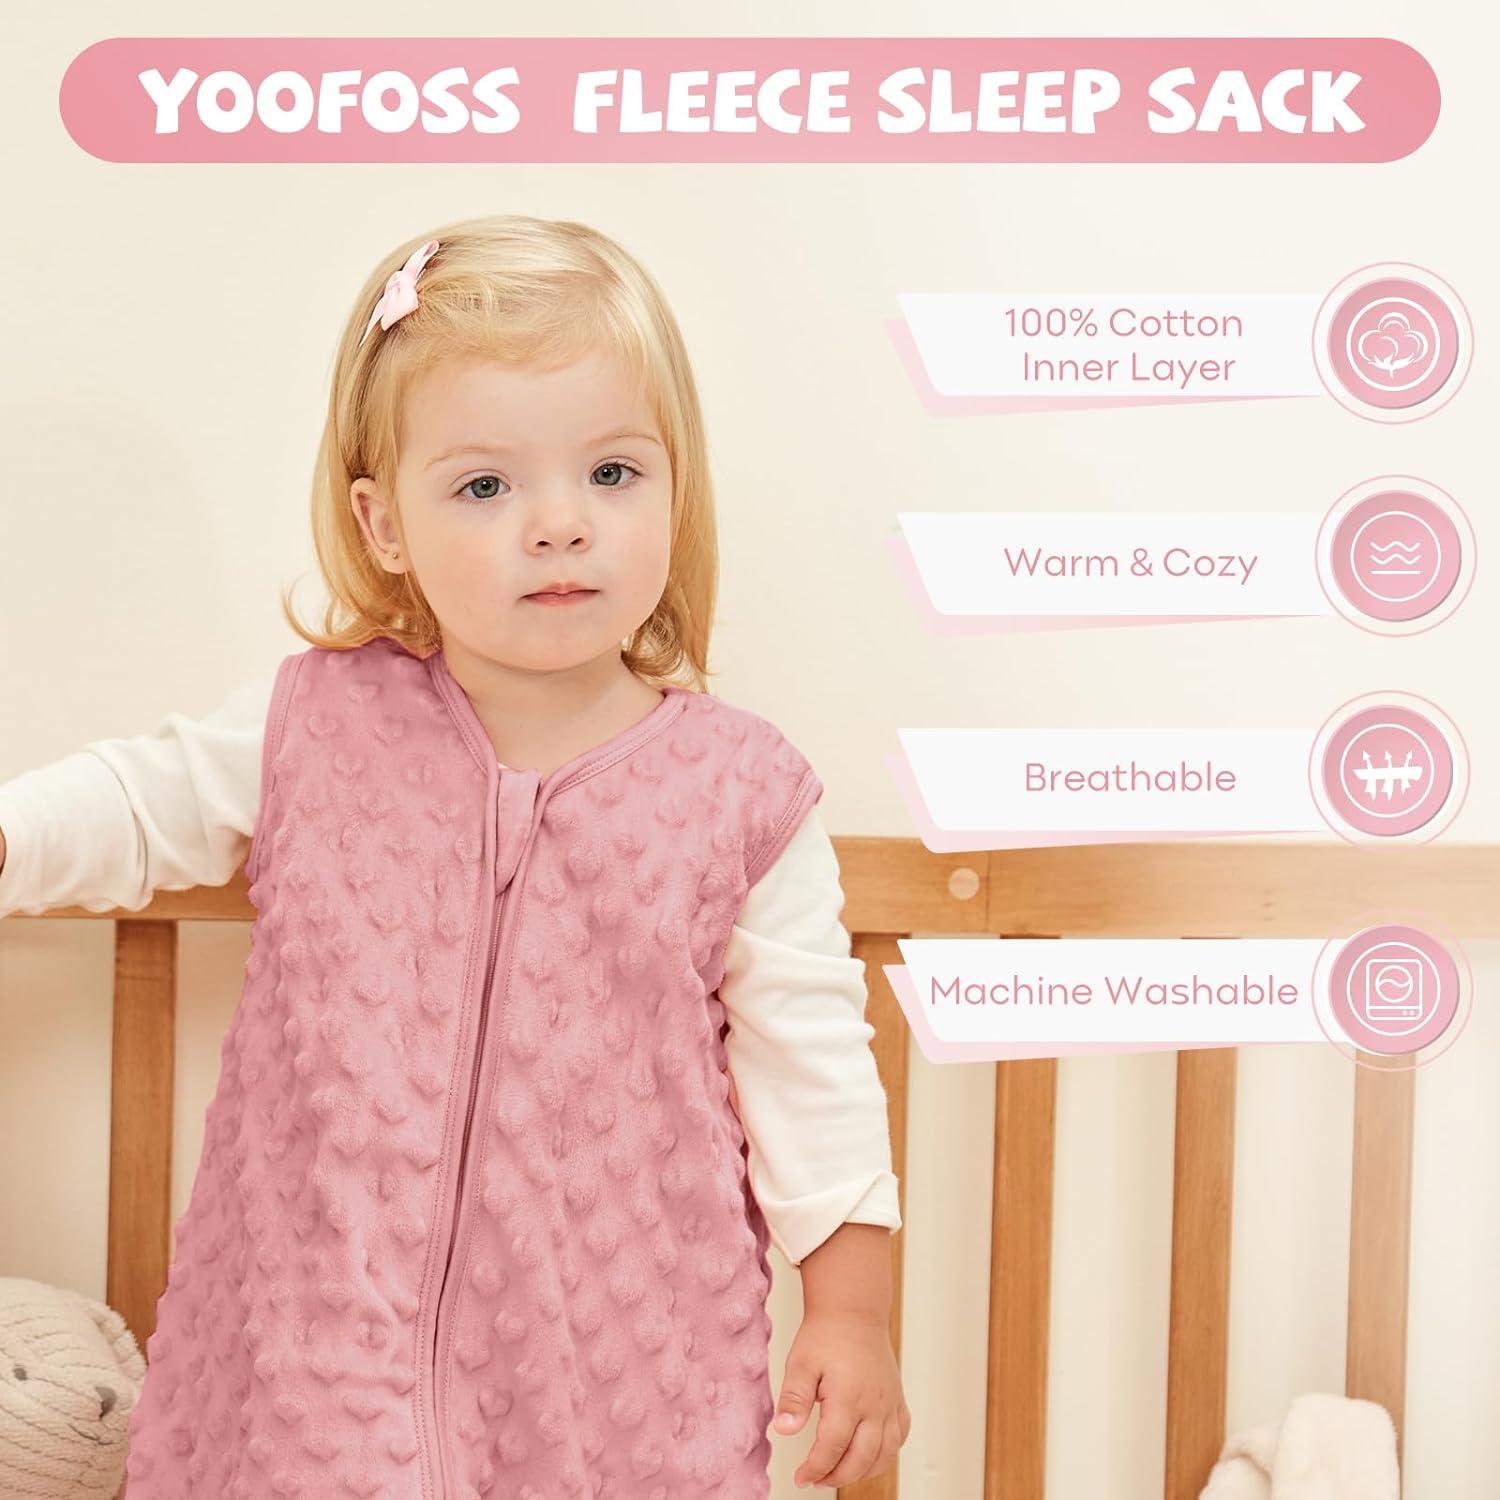 YOOFOSS FLEECE SLEEP SACK
100% Cotton
Inner Layer
Warm & Cozy
Breathable
Machine Washable